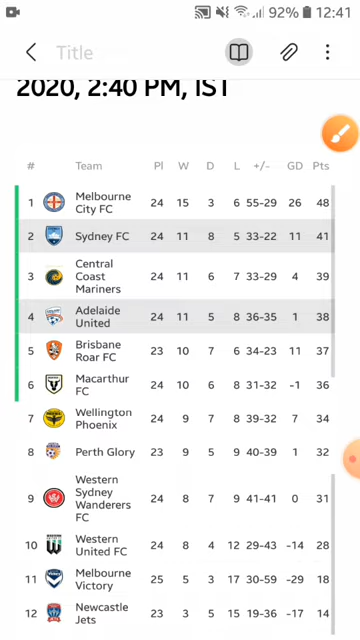 92% 12:41
Title
2020, 2:40 PM, IST
# Team Pl W D L +/- GD Pts
1 Melbourne City FC 24 15 3 6 55-29 26 48
2 Sydney FC 24 11 8 5 33-22 11 41
3 Central Coast Mariners 24 11 6 7 33-29 4 39
4 Adelaide United 24 11 5 8 36-35 1 38
5 Brisbane Roar FC 23 10 7 6 34-23 11 37
6 Macarthur FC 24 10 6 8 31-32 -1 36
7 Wellington Phoenix 24 9 7 8 39-32 7 34
8 Perth Glory 23 9 5 9 40-39 1 32
9 Western Sydney Wanderers FC 24 8 7 9 41-41 0 31
10 Western United FC 24 8 4 12 29-43 -14 28
11 Melbourne Victory 25 5 3 17 30-59 -29 18
12 Newcastle Jets 23 3 5 15 19-36 -17 14